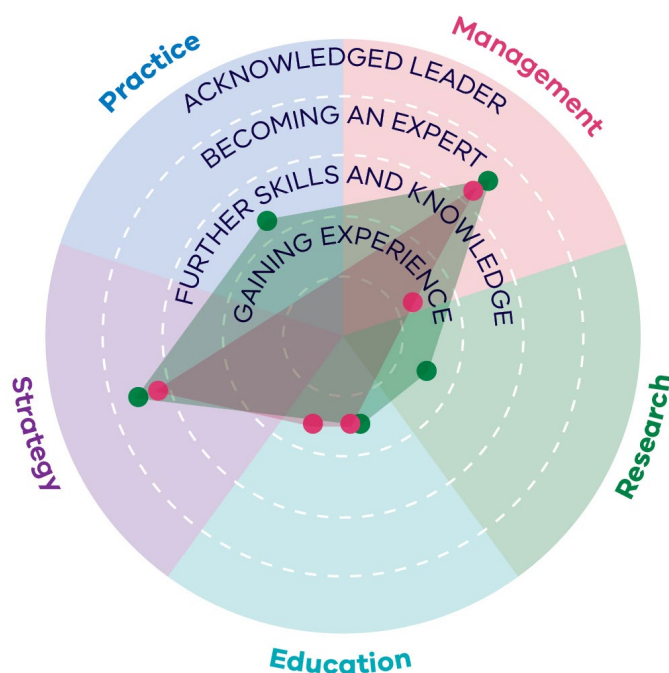 Practice
Management
ACKNOWLEDGED LEADER
BECOMING AN EXPERT
FURTHER SKILLS AND KNOWLEDGE
GAINING EXPERIENCE
Strategy
Research
Education